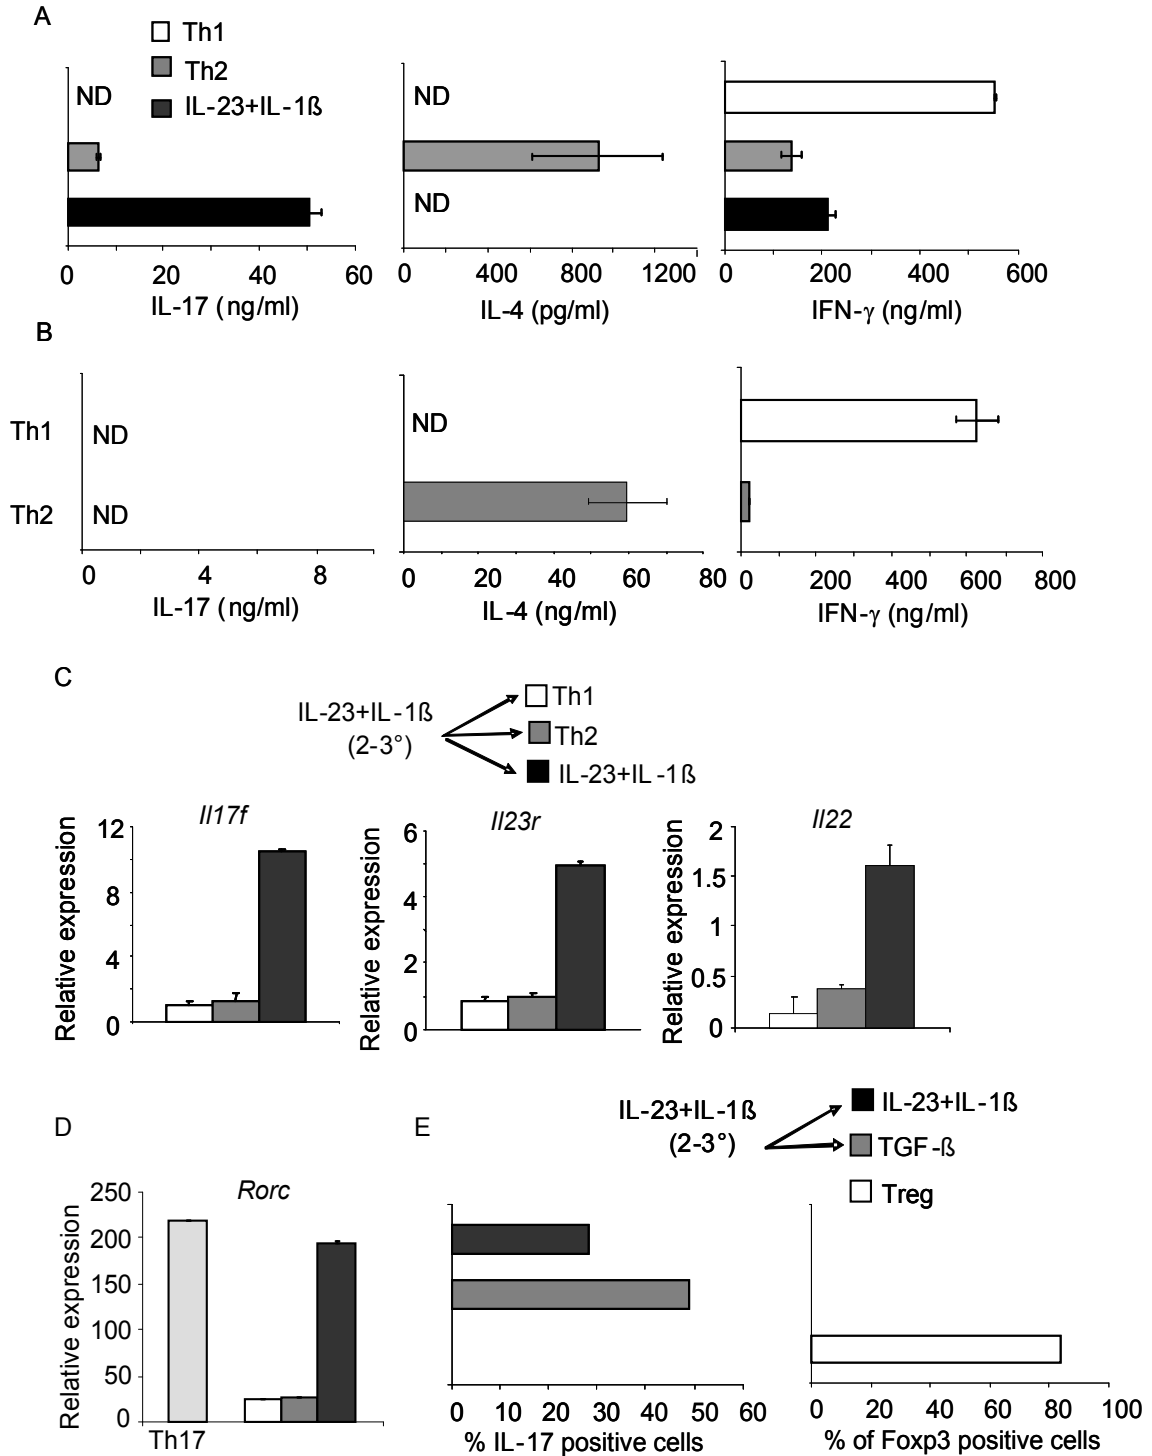 A
Th1
Th2
IL-23+IL-1ß
ND
ND
ND
0 20 40 60
IL-17 (ng/ml)
0 400 800 1200
IL-4 (pg/ml)
0 200 400 600
IFN-γ (ng/ml)
B
Th1
Th2
ND
ND
ND
0 4 8
IL-17 (ng/ml)
0 20 40 60 80
IL-4 (ng/ml)
0 200 400 600 800
IFN-γ (ng/ml)
C
IL-23+IL-1ß
(2-3°)
Th1
Th2
IL-23+IL-1ß
Il17f
Relative expression
12
8
4
0
Il23r
Relative expression
6
4
2
0
Il22
Relative expression
2
1.5
1
0.5
0
D
Rorc
Relative expression
250
200
150
100
50
0
Th17
E
IL-23+IL-1ß
(2-3°)
IL-23+IL-1ß
TGF-ß
Treg
0 10 20 30 40 50 60
% IL-17 positive cells
0 20 40 60 80 100
% of Foxp3 positive cells